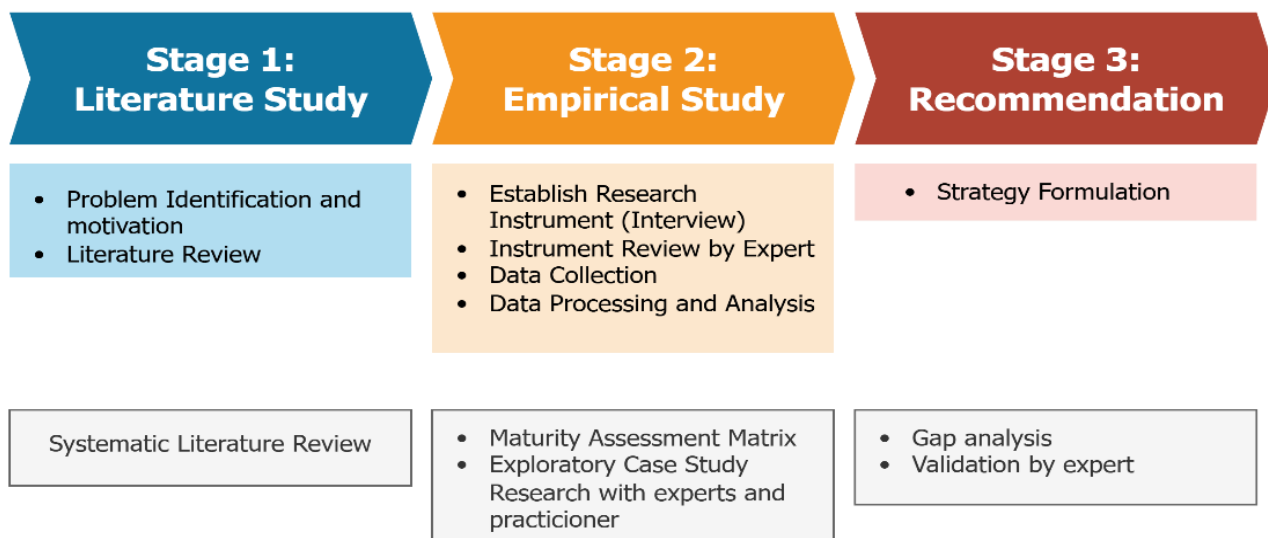 Stage 1:
Literature Study
Stage 2:
Empirical Study
Stage 3:
Recommendation
• Problem Identification and
motivation
• Literature Review
• Establish Research
Instrument (Interview)
• Instrument Review by Expert
• Data Collection
• Data Processing and Analysis
• Strategy Formulation
Systematic Literature Review
• Maturity Assessment Matrix
• Exploratory Case Study
Research with experts and
practicioner
• Gap analysis
• Validation by expert